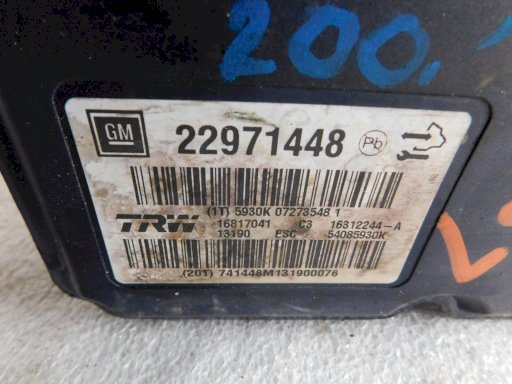 200.
GM 22971448 Pb
(1T) 5930K 07273548 1
TRW 16817041 C3 16312244-A
13190 ESC 54085930K
(20T) 741448M131900076